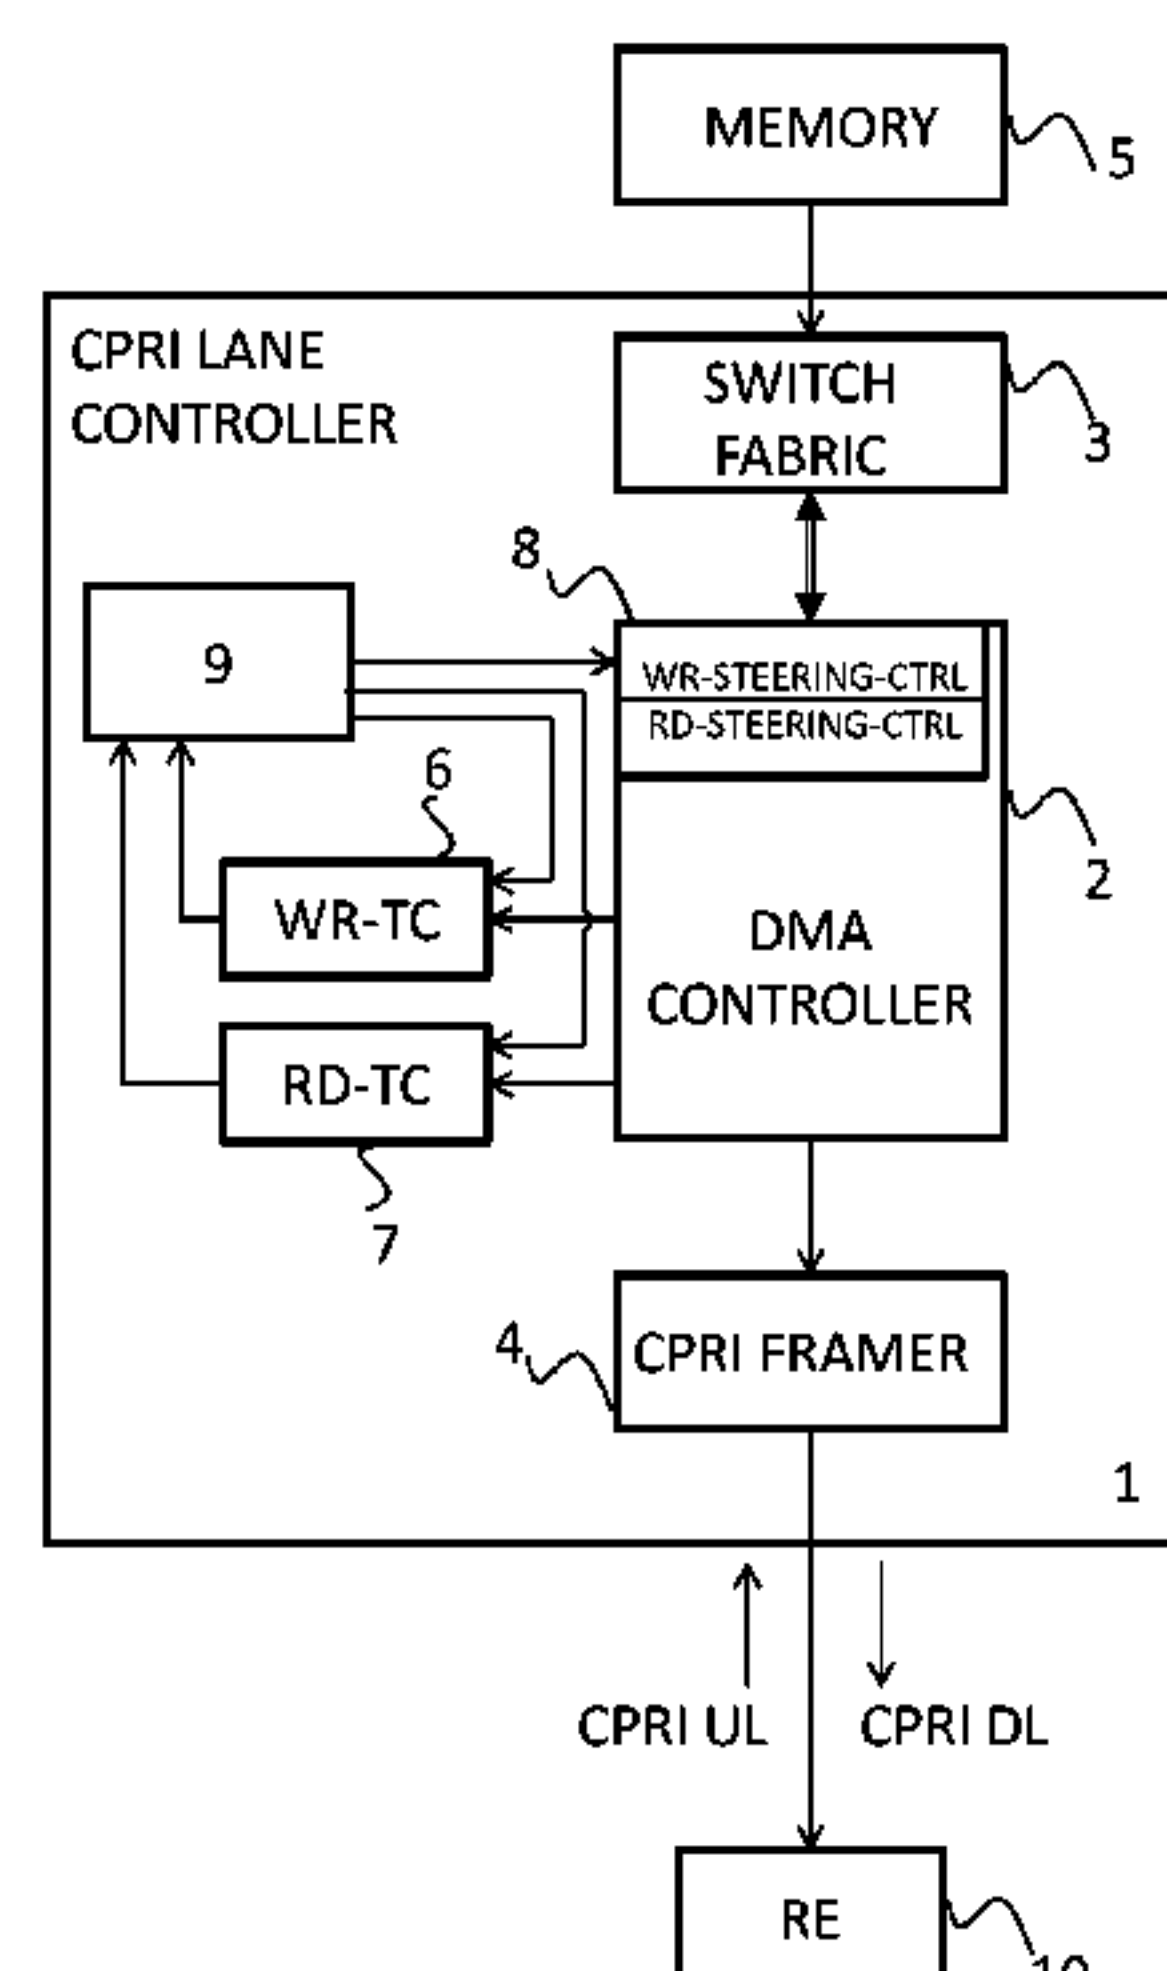 MEMORY
5
CPRI LANE
CONTROLLER
SWITCH
FABRIC
3
8
9
WR-STEERING-CTRL
RD-STEERING-CTRL
6
2
WR-TC
DMA
CONTROLLER
RD-TC
7
4
CPRI FRAMER
1
CPRI UL
CPRI DL
RE
10